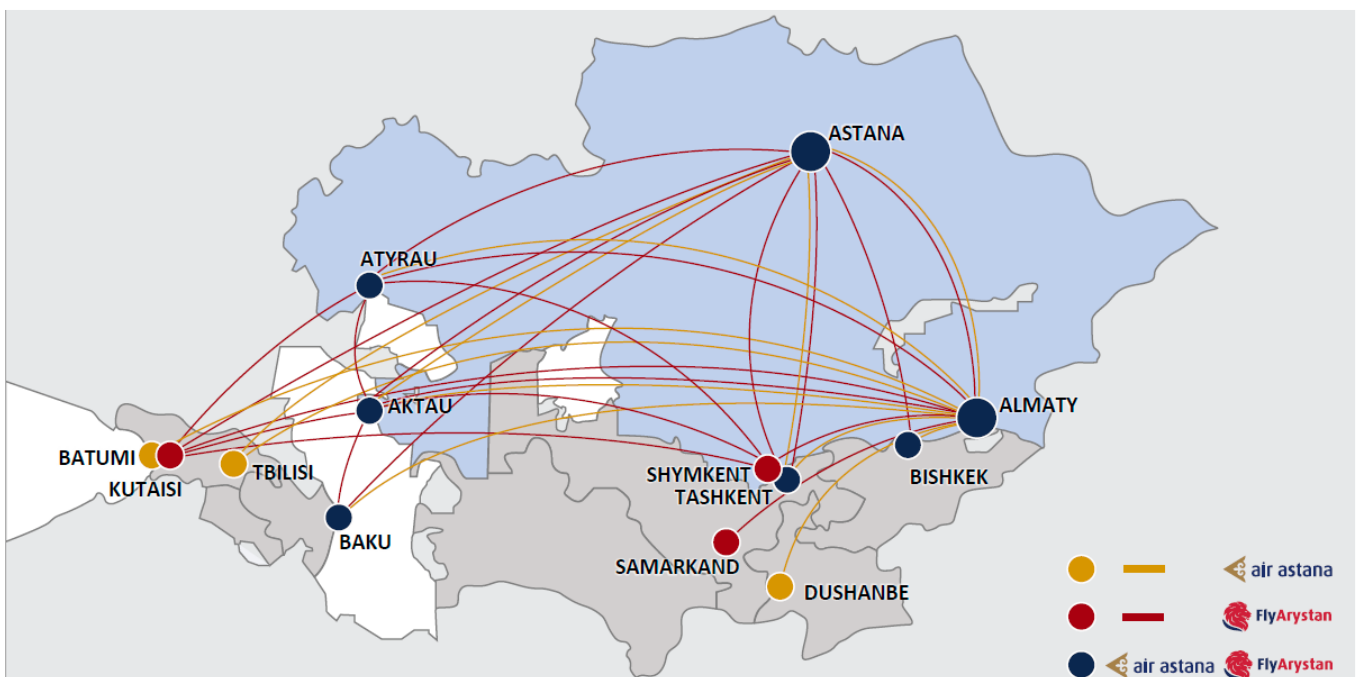 ASTANA
ATYRAU
AKTAU
ALMATY
BATUMI
KUTAISI
TBILISI
SHYMKENT
TASHKENT
BISHKEK
BAKU
SAMARKAND
DUSHANBE
air astana
FlyArystan
air astana FlyArystan